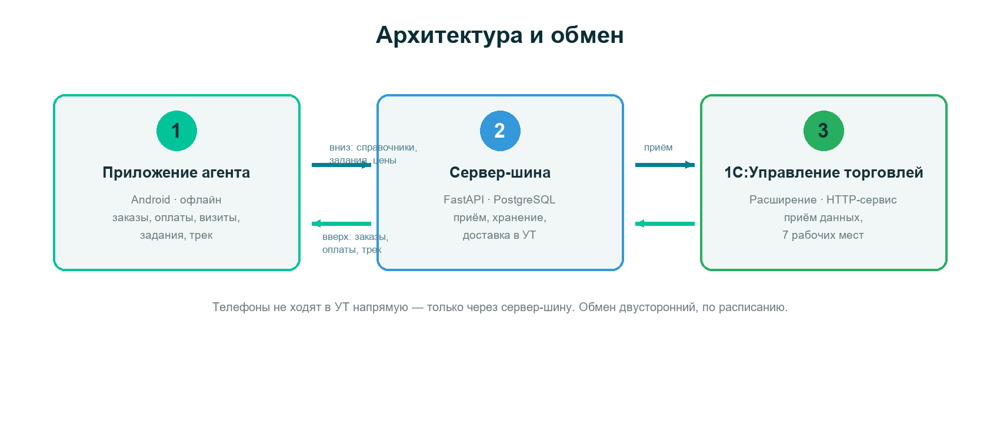 Архитектура и обмен
1
Приложение агента
Android · офлайн
заказы, оплаты, визиты,
задания, трек
вниз: справочники,
задания, цены
вверх: заказы,
оплаты, трек
2
Сервер-шина
FastAPI · PostgreSQL
приём, хранение,
доставка в УТ
приём
3
1С:Управление торговлей
Расширение · HTTP-сервис
приём данных,
7 рабочих мест
Телефоны не ходят в УТ напрямую — только через сервер-шину. Обмен двусторонний, по расписанию.